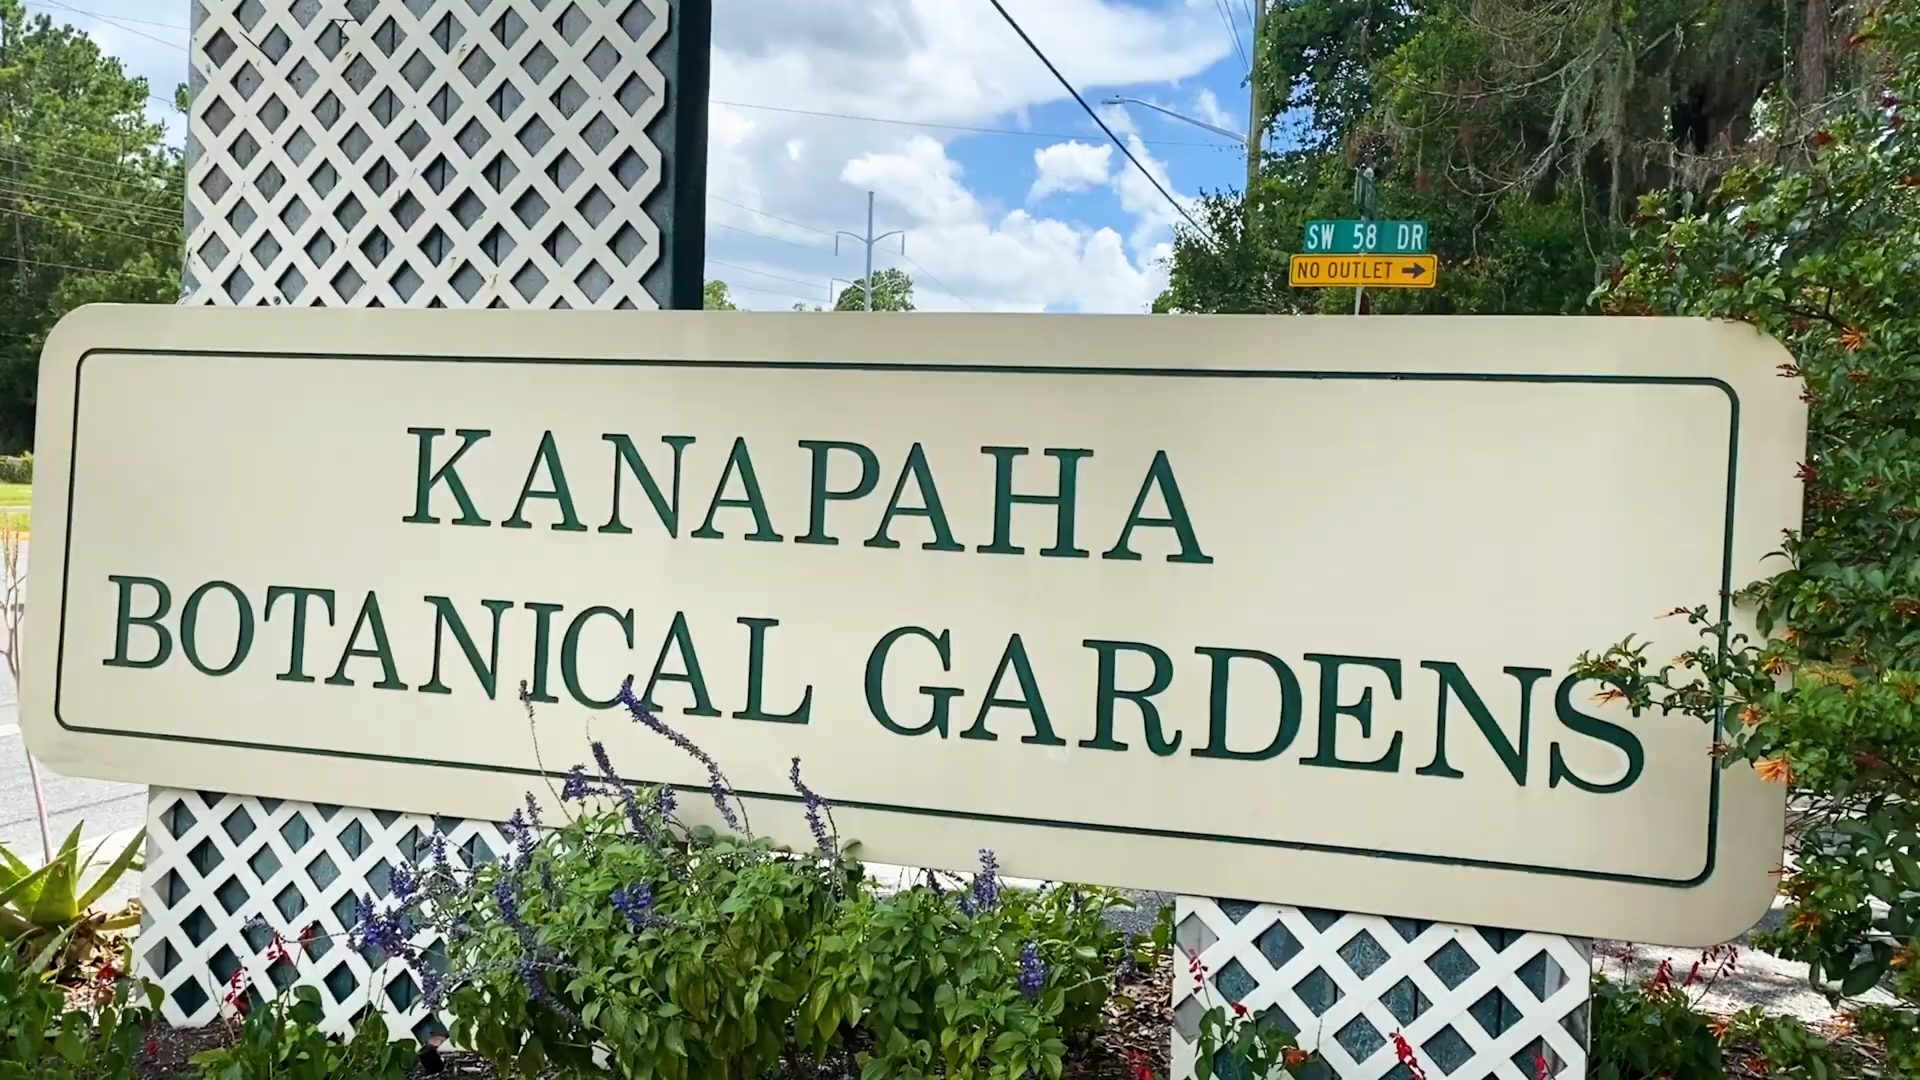 SW 58 DR
NO OUTLET →
KANAPAHA
BOTANICAL GARDENS